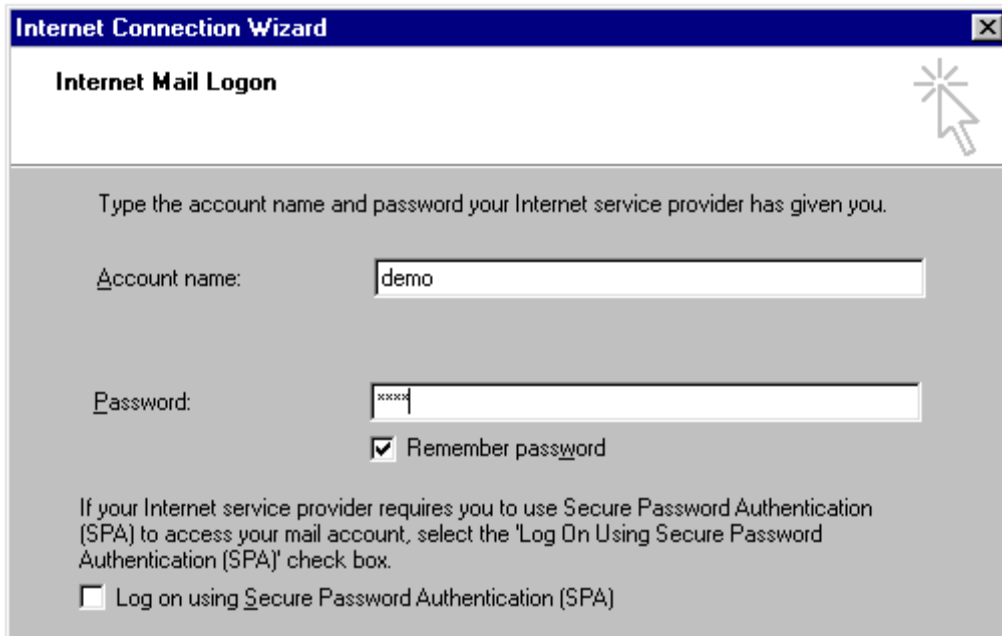 Internet Connection Wizard
Internet Mail Logon
Type the account name and password your Internet service provider has given you.
Account name:
demo
Password:
xxxx
Remember password
If your Internet service provider requires you to use Secure Password Authentication
(SPA) to access your mail account, select the 'Log On Using Secure Password
Authentication (SPA)' check box.
Log on using Secure Password Authentication (SPA)